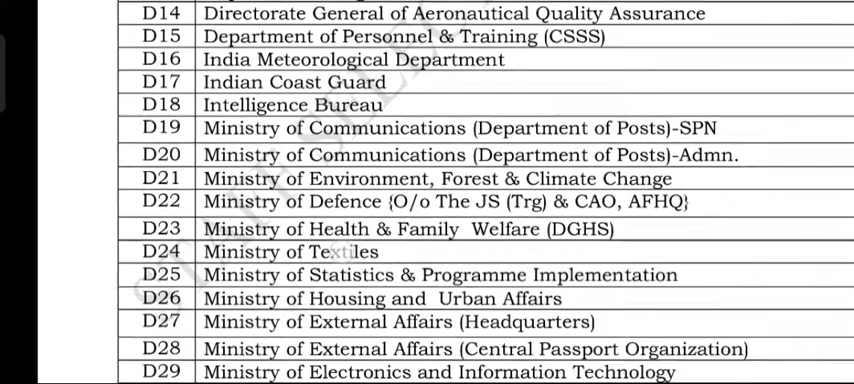 D14 Directorate General of Aeronautical Quality Assurance
D15 Department of Personnel & Training (CSSS)
D16 India Meteorological Department
D17 Indian Coast Guard
D18 Intelligence Bureau
D19 Ministry of Communications (Department of Posts)-SPN
D20 Ministry of Communications (Department of Posts)-Admn.
D21 Ministry of Environment, Forest & Climate Change
D22 Ministry of Defence {O/o The JS (Trg) & CAO, AFHQ}
D23 Ministry of Health & Family Welfare (DGHS)
D24 Ministry of Textiles
D25 Ministry of Statistics & Programme Implementation
D26 Ministry of Housing and Urban Affairs
D27 Ministry of External Affairs (Headquarters)
D28 Ministry of External Affairs (Central Passport Organization)
D29 Ministry of Electronics and Information Technology